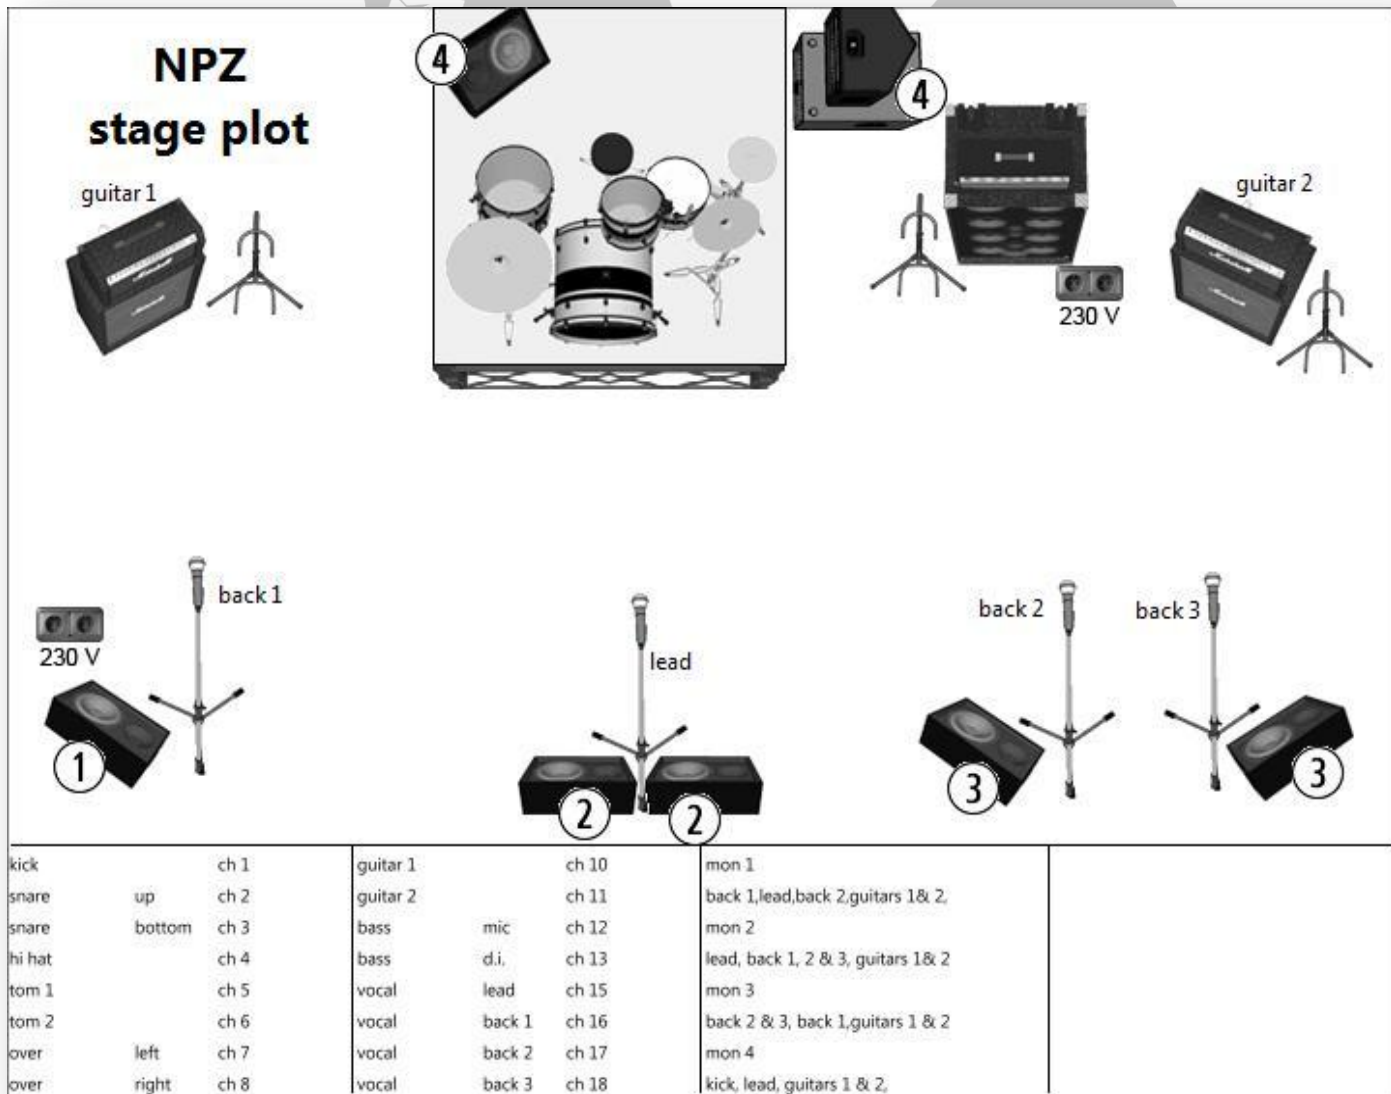 NPZ
stage plot
4
4
guitar 1
guitar 2
230 V
back 1
230 V
lead
back 2
back 3
1
2
2
3
3
kick ch 1
snare up ch 2
snare bottom ch 3
hi hat ch 4
tom 1 ch 5
tom 2 ch 6
over left ch 7
over right ch 8
guitar 1 ch 10
guitar 2 ch 11
bass mic ch 12
bass d.i. ch 13
vocal lead ch 15
vocal back 1 ch 16
vocal back 2 ch 17
vocal back 3 ch 18
mon 1
back 1,lead,back 2,guitars 1& 2,
mon 2
lead, back 1, 2 & 3, guitars 1& 2
mon 3
back 2 & 3, back 1,guitars 1 & 2
mon 4
kick, lead, guitars 1 & 2,